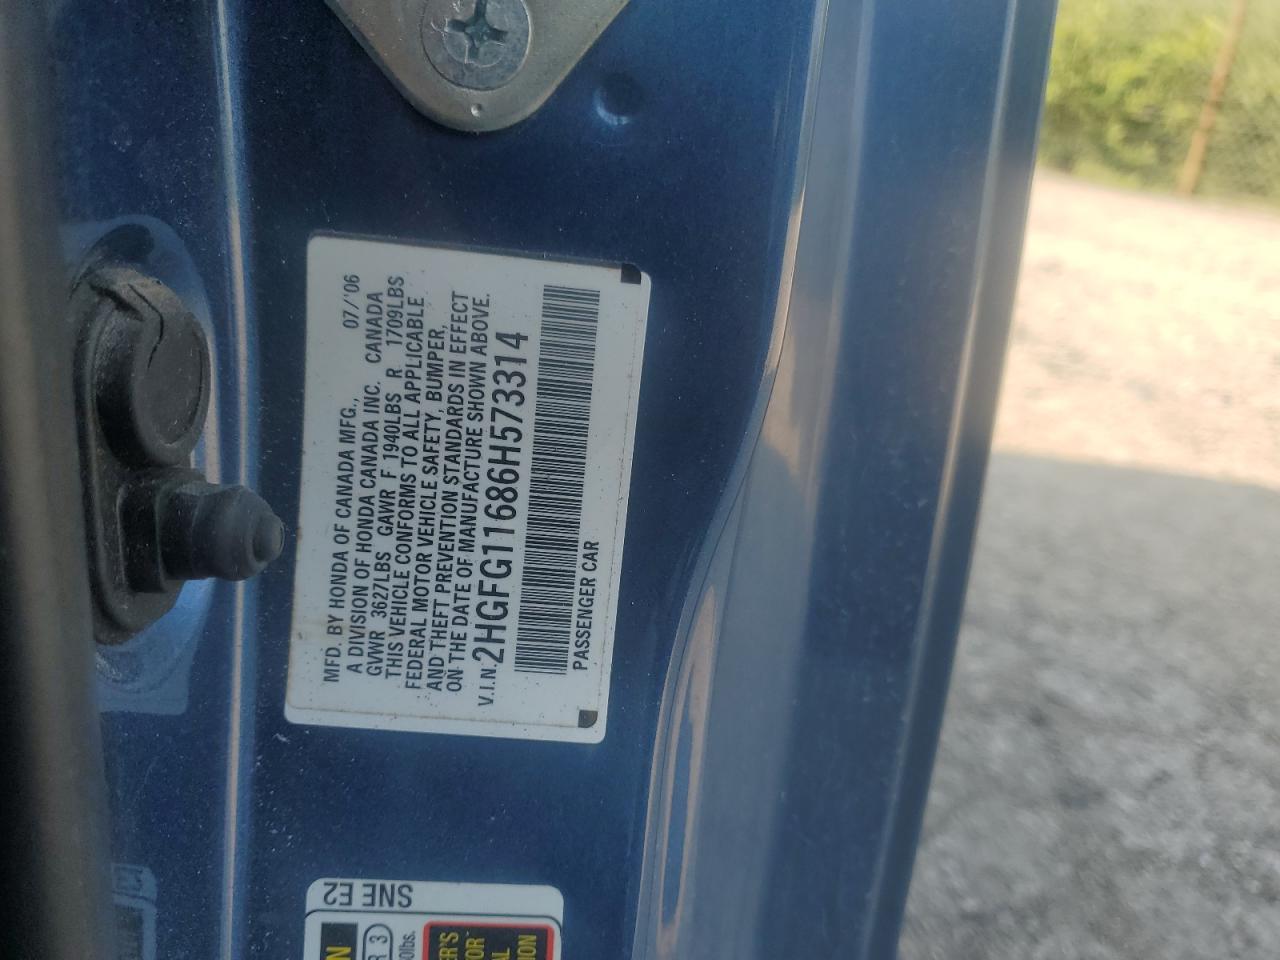 MFD. BY HONDA OF CANADA MFG., 07/'06
A DIVISION OF HONDA CANADA INC. CANADA
GVWR 3627LBS GAWR F 1940LBS R 1709LBS
THIS VEHICLE CONFORMS TO ALL APPLICABLE
FEDERAL MOTOR VEHICLE SAFETY, BUMPER,
AND THEFT PREVENTION STANDARDS IN EFFECT
ON THE DATE OF MANUFACTURE SHOWN ABOVE.
V.I.N. 2HGFG11686H573314
PASSENGER CAR
SNE E2